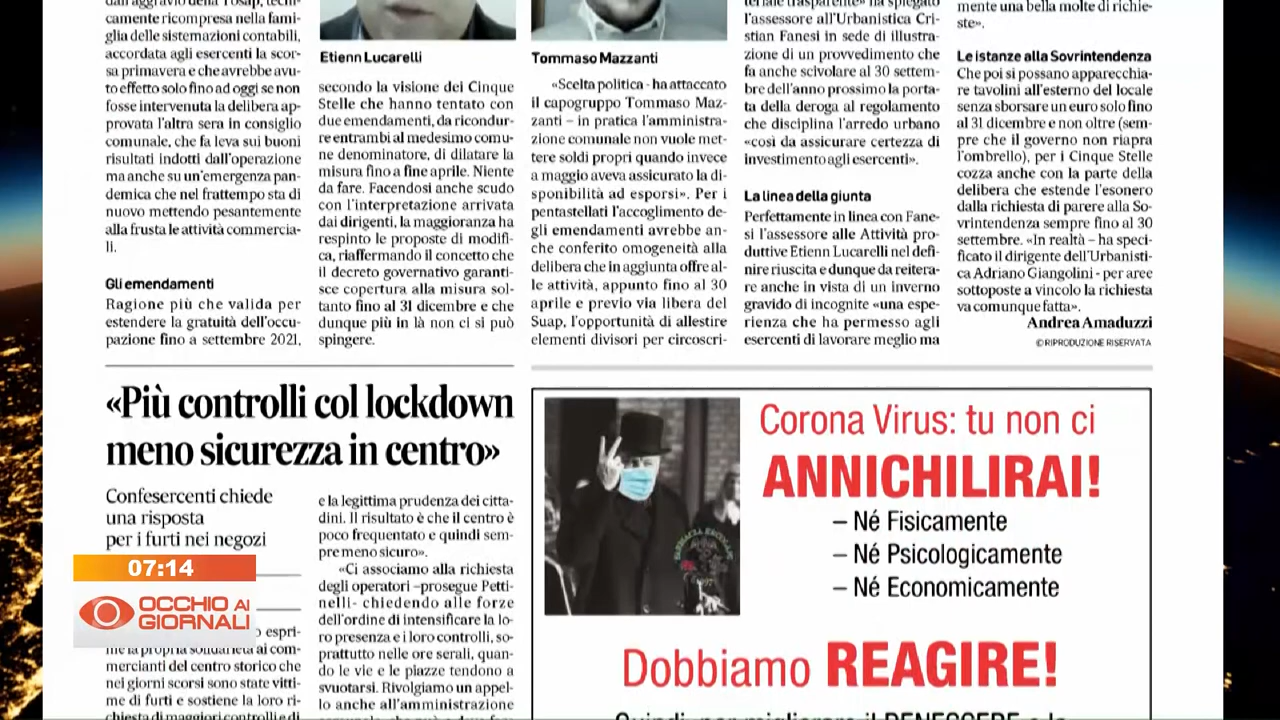 dall'aggravio della Tosap, tecni-
camente ricompresa nella fami-
glia delle sistemazioni contabili,
accordata agli esercenti la scor-
sa primavera e che avrebbe avu-
to effetto solo fino ad oggi se non
fosse intervenuta la delibera ap-
provata l'altra sera in consiglio
comunale, che fa leva sui buoni
risultati indotti dall'operazione
ma anche su un'emergenza pan-
demica che nel frattempo sta di
nuovo mettendo pesantemente
alla frusta le attività commercia-
li.
Gli emendamenti
Ragione più che valida per
estendere la gratuità dell'occu-
pazione fino a settembre 2021,
Etienn Lucarelli
secondo la visione dei Cinque
Stelle che hanno tentato con
due emendamenti, da ricondur-
re entrambi al medesimo comu-
ne denominatore, di dilatare la
misura fino a fine aprile. Niente
da fare. Facendosi anche scudo
con l'interpretazione arrivata
dai dirigenti, la maggioranza ha
respinto le proposte di modifi-
ca, riaffermando il concetto che
il decreto governativo garanti-
sce copertura alla misura sol-
tanto fino al 31 dicembre e che
dunque più in là non ci si può
spingere.
Tommaso Mazzanti
«Scelta politica - ha attaccato
il capogruppo Tommaso Maz-
zanti – in pratica l'amministra-
zione comunale non vuole met-
tere soldi propri quando invece
a maggio aveva assicurato la di-
sponibilità ad esporsi». Per i
pentastellati l'accoglimento de-
gli emendamenti avrebbe an-
che conferito omogeneità alla
delibera che in aggiunta offre al-
le attività, appunto fino al 30
aprile e previo via libera del
Suap, l'opportunità di allestire
elementi divisori per circoscri-
teriale trasparente» ha spiegato
l'assessore all'Urbanistica Cri-
stian Fanesi in sede di illustra-
zione di un provvedimento che
fa anche scivolare al 30 settem-
bre dell'anno prossimo la porta-
ta della deroga al regolamento
che disciplina l'arredo urbano
«così da assicurare certezza di
investimento agli esercenti».
La linea della giunta
Perfettamente in linea con Fane-
si l'assessore alle Attività pro-
duttive Etienn Lucarelli nel defi-
nire riuscita e dunque da reitera-
re anche in vista di un inverno
gravido di incognite «una espe-
rienza che ha permesso agli
esercenti di lavorare meglio ma
mente una bella molte di richie-
ste».
Le istanze alla Sovrintendenza
Che poi si possano apparecchia-
re tavolini all'esterno del locale
senza sborsare un euro solo fino
al 31 dicembre e non oltre (sem-
pre che il governo non riapra
l'ombrello), per i Cinque Stelle
cozza anche con la parte della
delibera che estende l'esonero
dalla richiesta di parere alla So-
vrintendenza sempre fino al 30
settembre. «In realtà – ha speci-
ficato il dirigente dell'Urbanisti-
ca Adriano Giangolini - per aree
sottoposte a vincolo la richiesta
va comunque fatta».
Andrea Amaduzzi
©RIPRODUZIONE RISERVATA
«Più controlli col lockdown
meno sicurezza in centro»
Confesercenti chiede
una risposta
per i furti nei negozi
07:14
OCCHIO AI
GIORNALI
o espri-
me la propria solidarietà ai com-
mercianti del centro storico che
nei giorni scorsi sono state vitti-
me di furti e sostiene la loro ri-
chiesta di maggiori controlli e di
e la legittima prudenza dei citta-
dini. Il risultato è che il centro è
poco frequentato e quindi sem-
pre meno sicuro».
«Ci associamo alla richiesta
degli operatori –prosegue Petti-
nelli- chiedendo alle forze
dell'ordine di intensificare la lo-
ro presenza e i loro controlli, so-
prattutto nelle ore serali, quan-
do le vie e le piazze tendono a
svuotarsi. Rivolgiamo un appel-
lo anche all'amministrazione
Corona Virus: tu non ci
ANNICHILIRAI!
– Né Fisicamente
– Né Psicologicamente
– Né Economicamente
Dobbiamo REAGIRE!
Quindi, per migliorare il BENESSERE e la